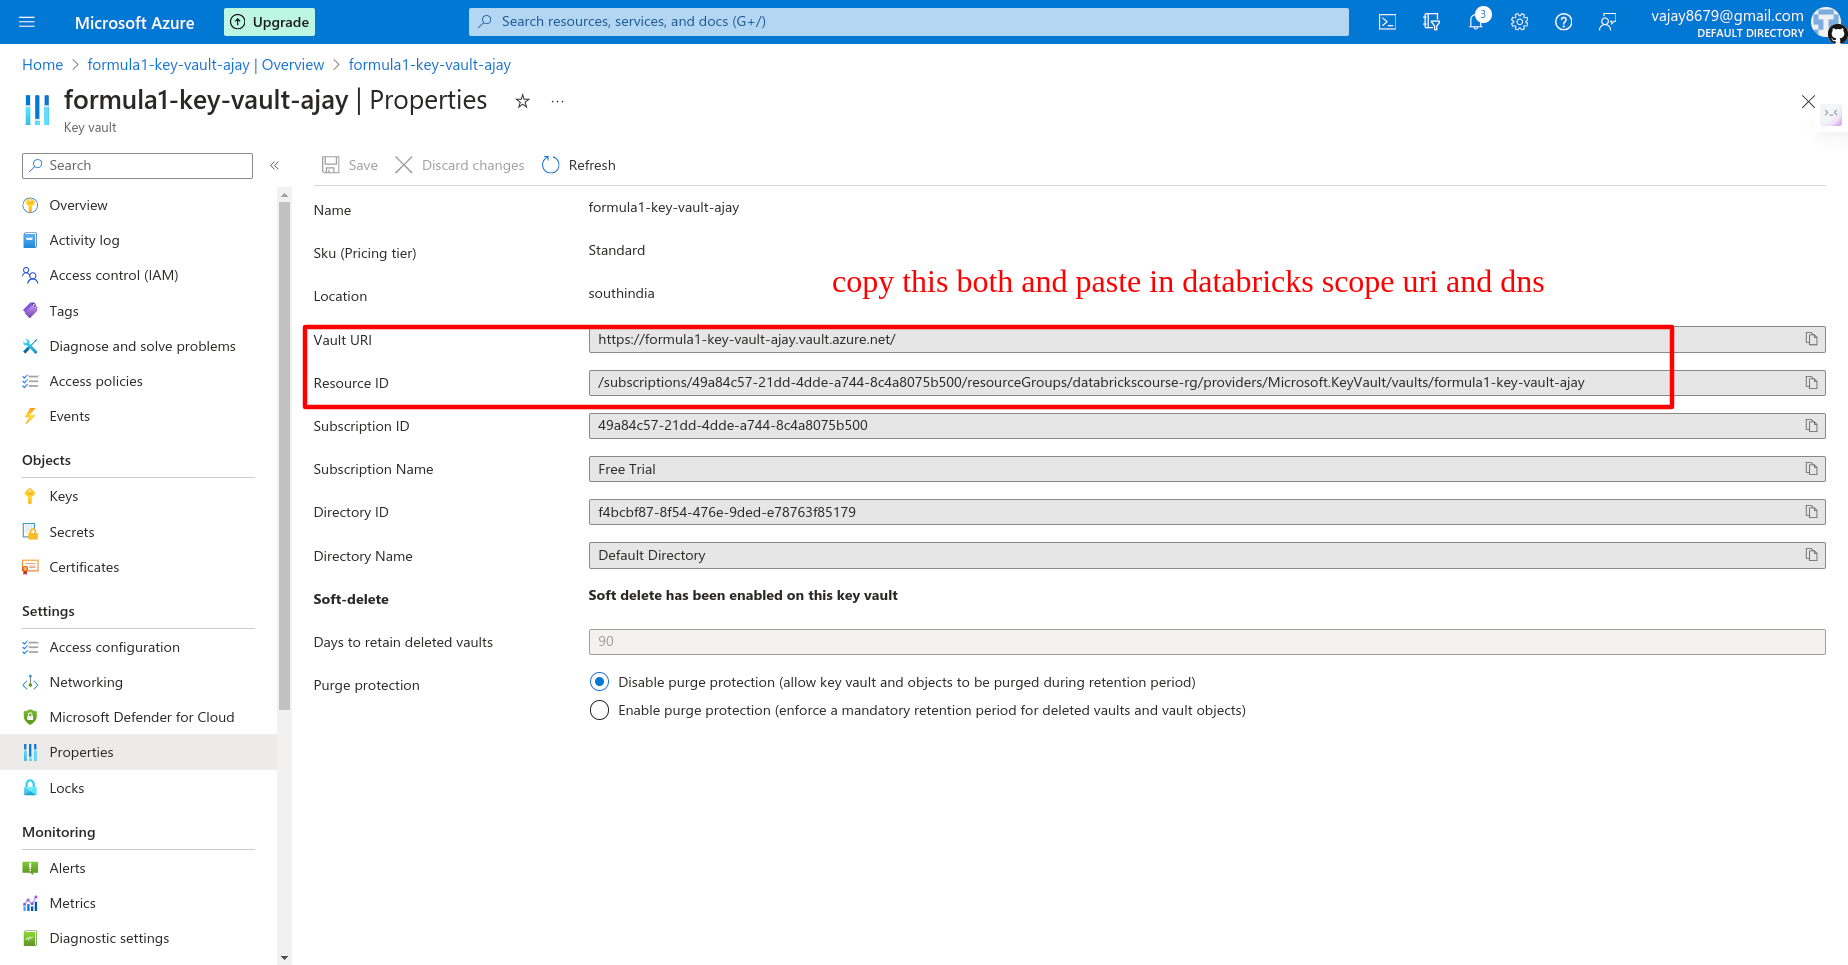 Microsoft Azure
Upgrade
Search resources, services, and docs (G+/)
3
vajay8679@gmail.com
DEFAULT DIRECTORY
Home > formula1-key-vault-ajay | Overview > formula1-key-vault-ajay
formula1-key-vault-ajay | Properties
Key vault
Search
Save
Discard changes
Refresh
Overview
Activity log
Access control (IAM)
Tags
Diagnose and solve problems
Access policies
Events
Objects
Keys
Secrets
Certificates
Settings
Access configuration
Networking
Microsoft Defender for Cloud
Properties
Locks
Monitoring
Alerts
Metrics
Diagnostic settings
Name formula1-key-vault-ajay
Sku (Pricing tier) Standard
Location southindia
copy this both and paste in databricks scope uri and dns
Vault URI https://formula1-key-vault-ajay.vault.azure.net/
Resource ID /subscriptions/49a84c57-21dd-4dde-a744-8c4a8075b500/resourceGroups/databrickscourse-rg/providers/Microsoft.KeyVault/vaults/formula1-key-vault-ajay
Subscription ID 49a84c57-21dd-4dde-a744-8c4a8075b500
Subscription Name Free Trial
Directory ID f4bcbf87-8f54-476e-9ded-e78763f85179
Directory Name Default Directory
Soft-delete Soft delete has been enabled on this key vault
Days to retain deleted vaults 90
Purge protection Disable purge protection (allow key vault and objects to be purged during retention period)
Enable purge protection (enforce a mandatory retention period for deleted vaults and vault objects)